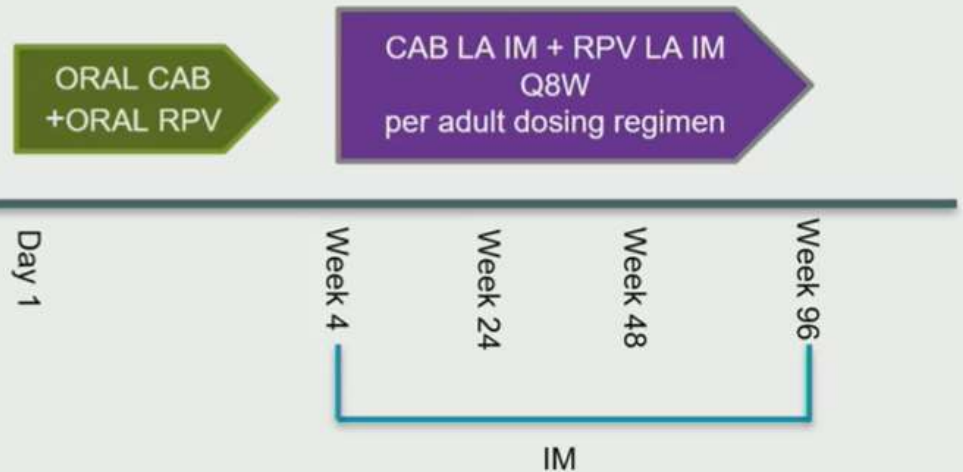 ORAL CAB
+ORAL RPV
CAB LA IM + RPV LA IM
Q8W
per adult dosing regimen
Day 1
Week 4
Week 24
Week 48
Week 96
IM